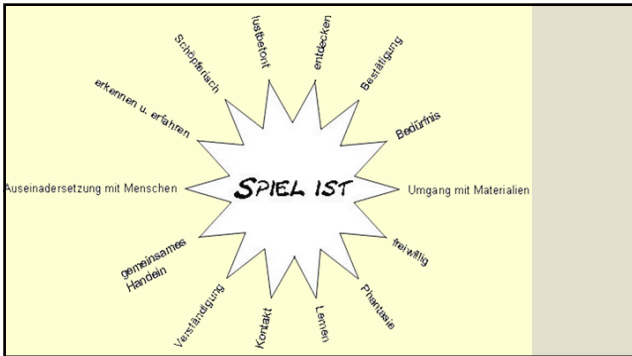 SPIEL IST
lustbetont
entdecken
Bestätigung
Bedürfnis
Umgang mit Materialien
freiwillig
Phantasie
Lernen
Kontakt
Verständigung
gemeinsames
Handeln
Auseinadersetzung mit Menschen
erkennen u. erfahren
Schöpferisch